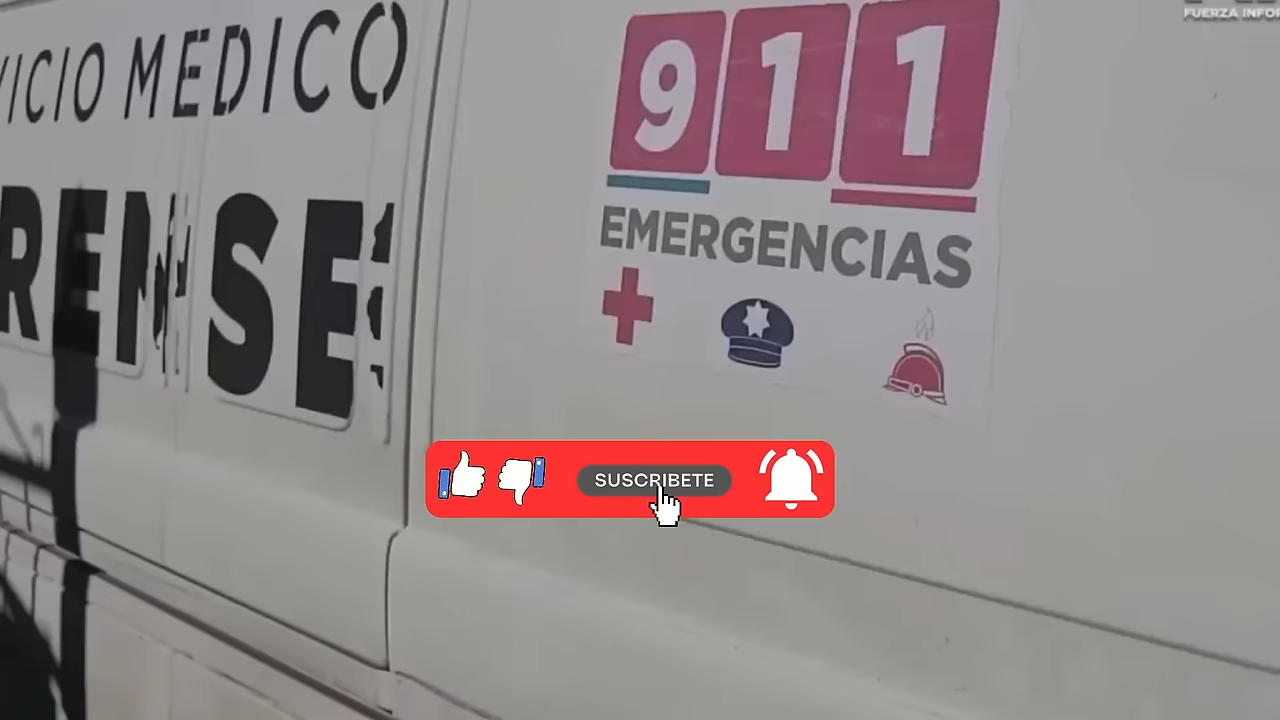 FUERZA INFOR
VICIO MEDICO
RENSE
911
EMERGENCIAS
SUSCRIBETE